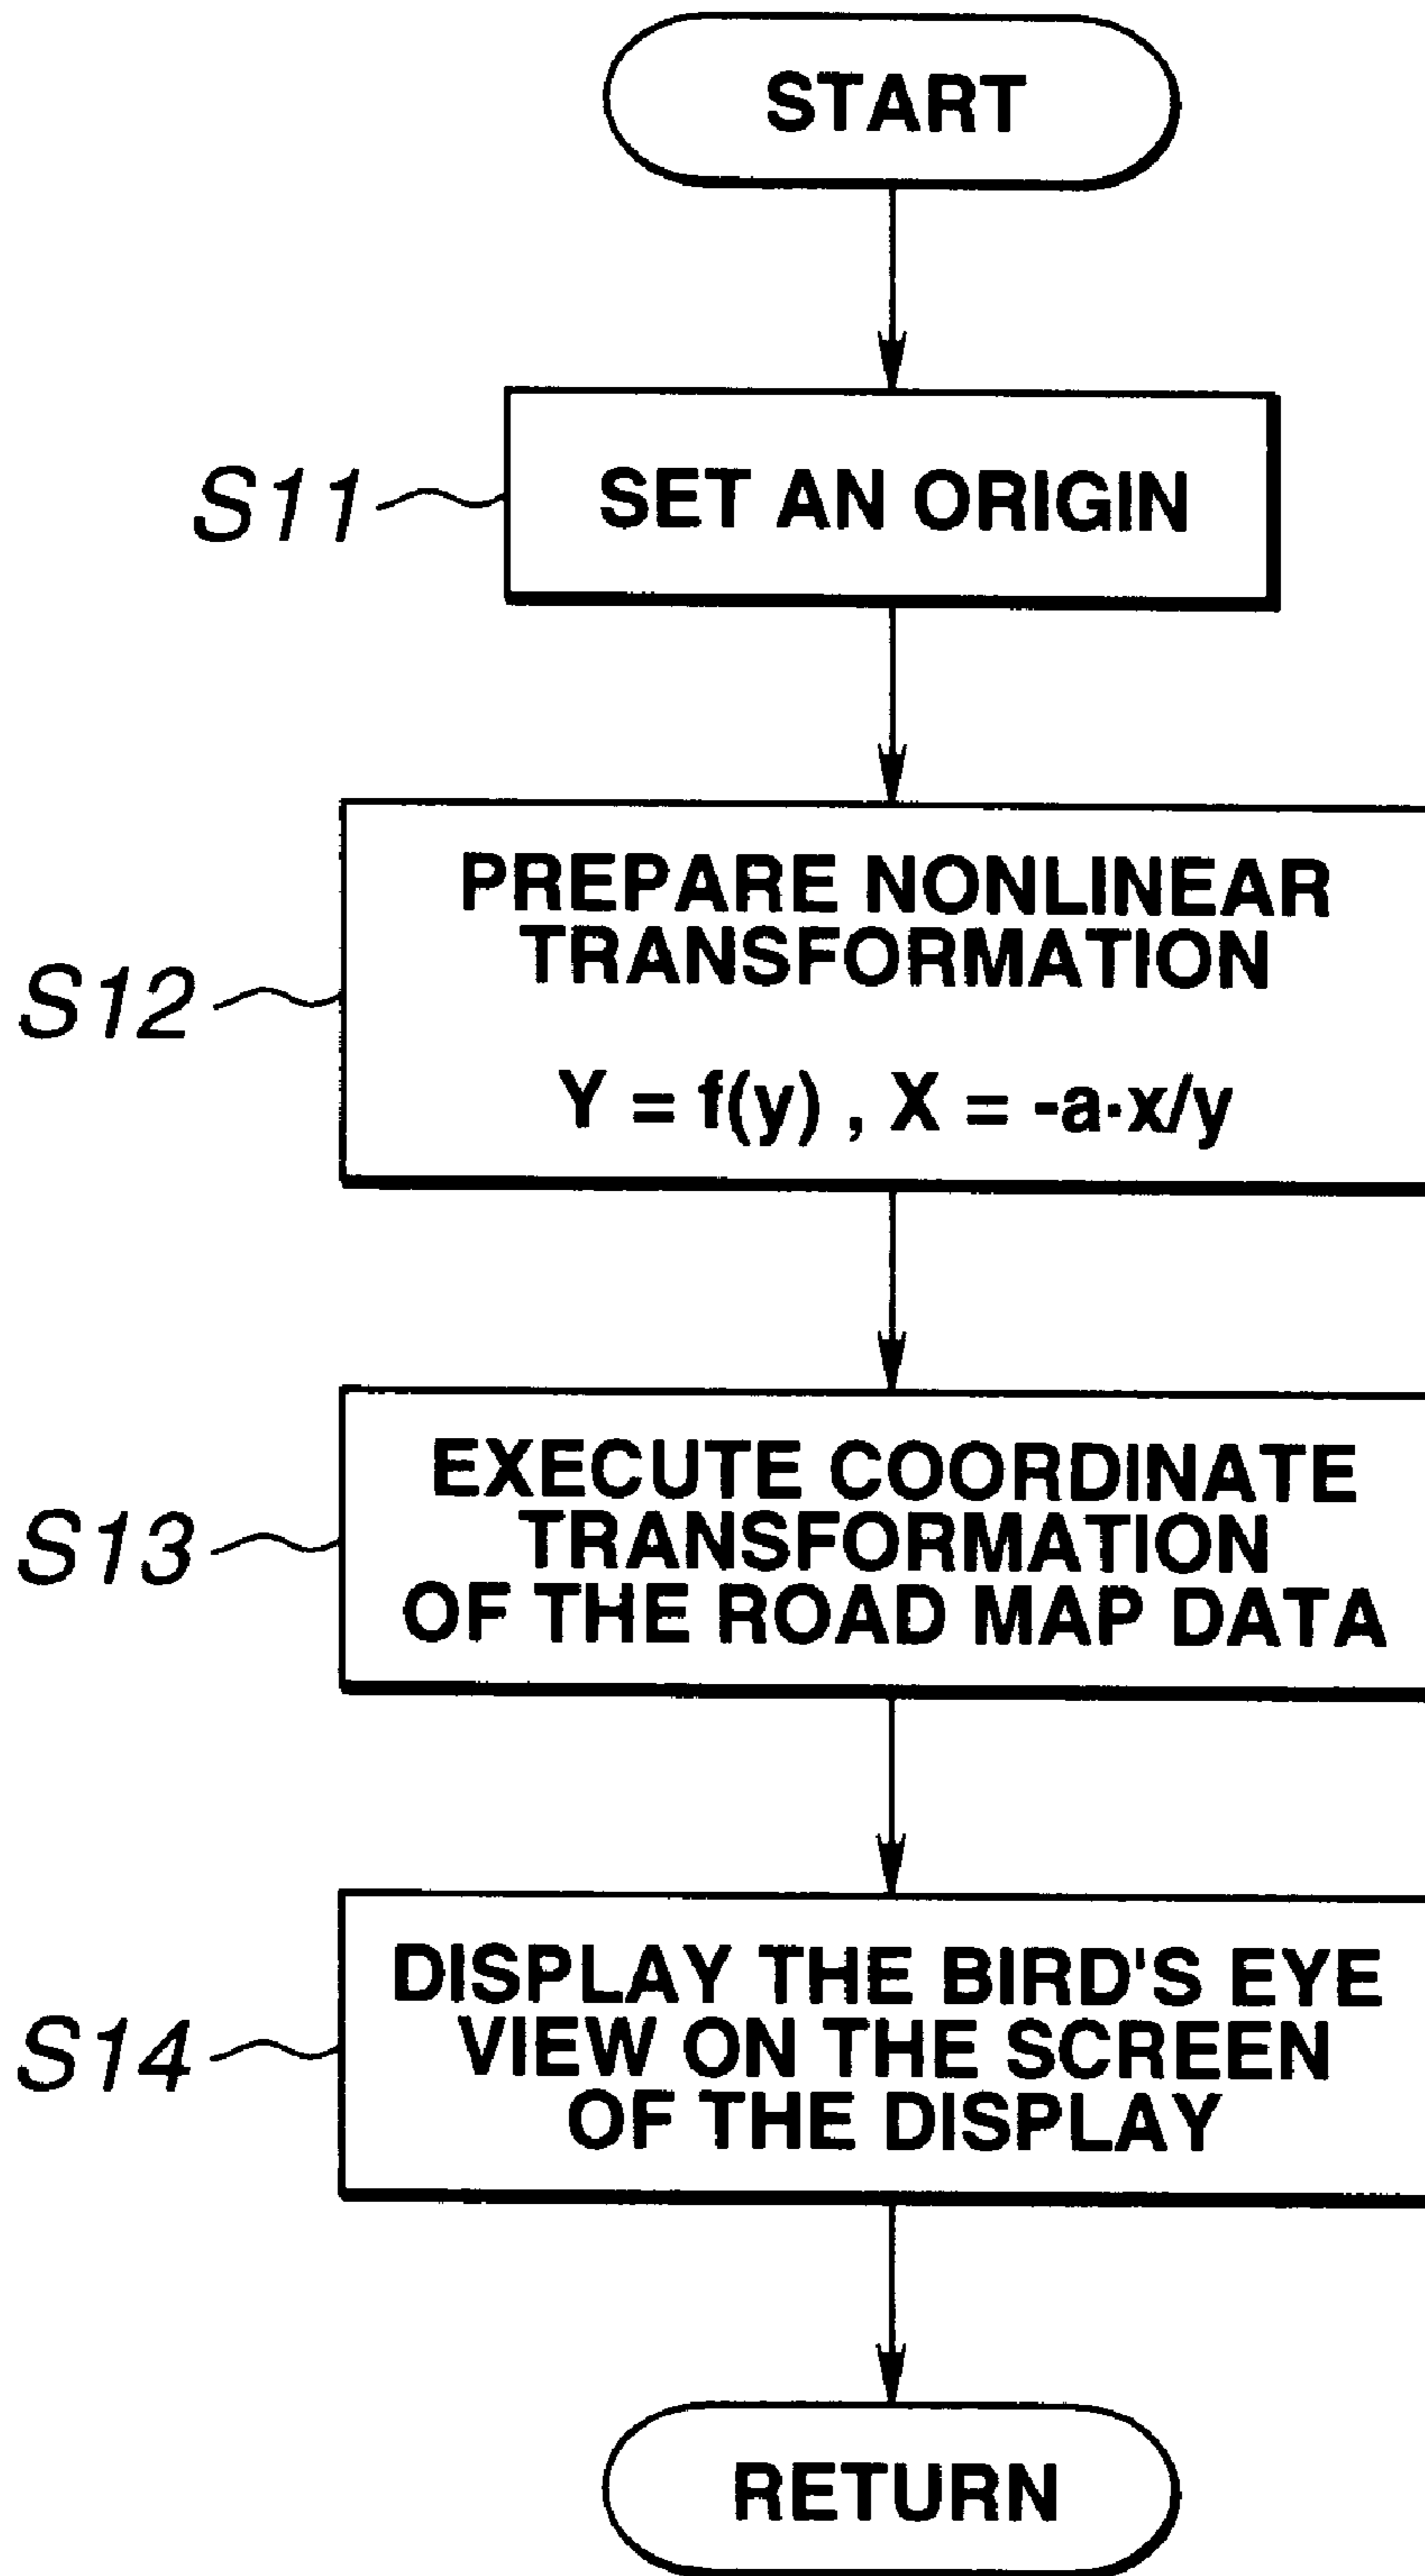 START
S11
SET AN ORIGIN
S12
PREPARE NONLINEAR
TRANSFORMATION
Y = f(y) , X = -a·x/y
S13
EXECUTE COORDINATE
TRANSFORMATION
OF THE ROAD MAP DATA
S14
DISPLAY THE BIRD'S EYE
VIEW ON THE SCREEN
OF THE DISPLAY
RETURN